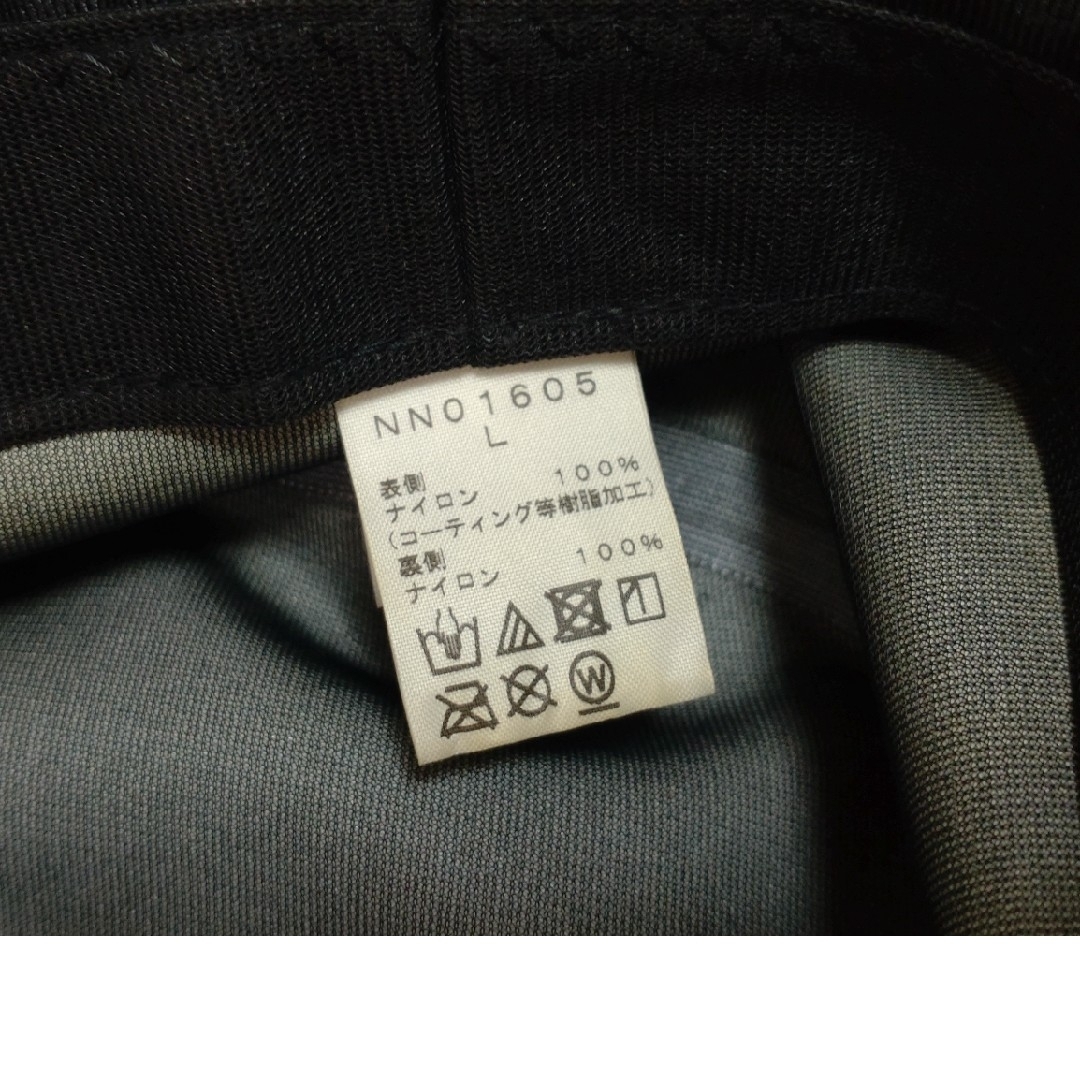 NN01605
L
表側
ナイロン 100%
(コーティング等樹脂加工)
裏側
ナイロン 100%
W